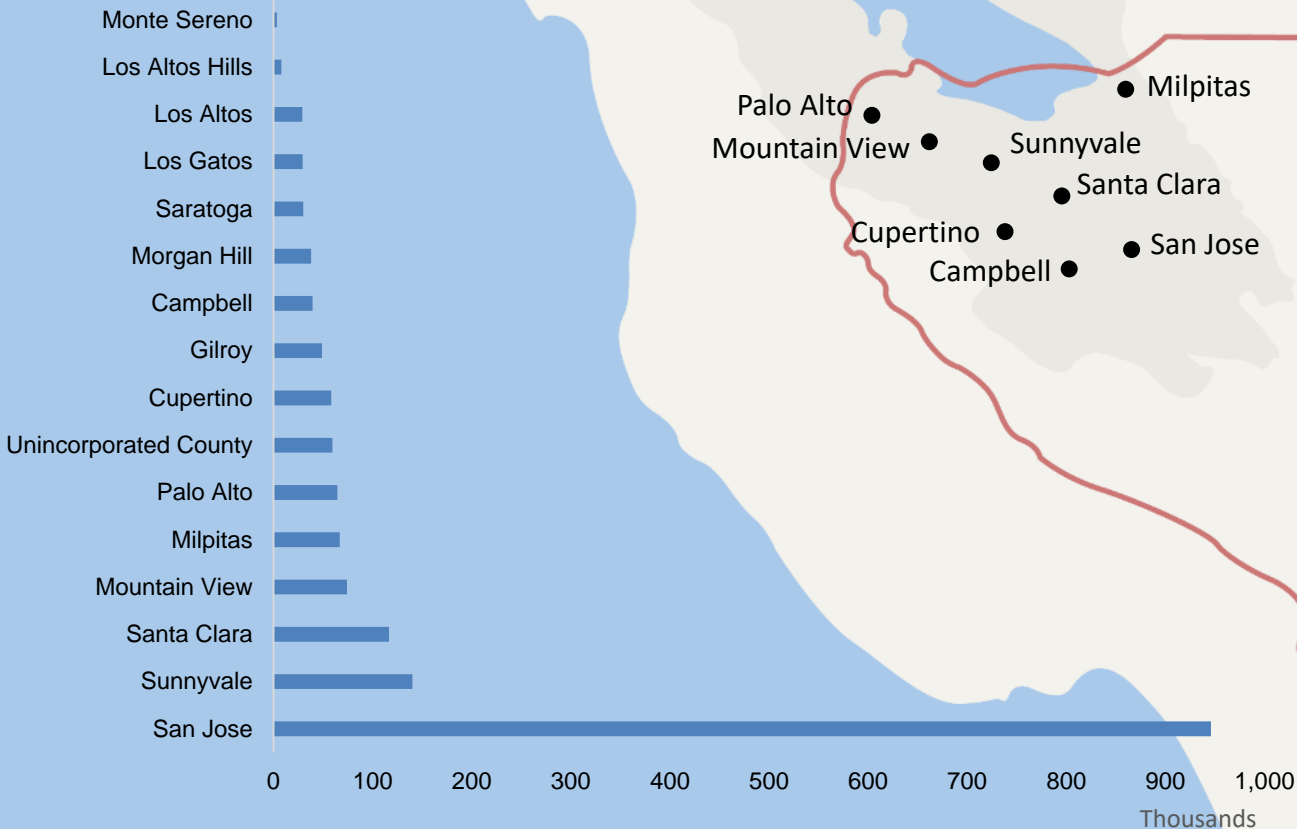 Monte Sereno
Los Altos Hills
Los Altos
Los Gatos
Saratoga
Morgan Hill
Campbell
Gilroy
Cupertino
Unincorporated County
Palo Alto
Milpitas
Mountain View
Santa Clara
Sunnyvale
San Jose
0 100 200 300 400 500 600 700 800 900 1,000
Thousands
Milpitas
Palo Alto
Mountain View
Sunnyvale
Santa Clara
Cupertino
San Jose
Campbell